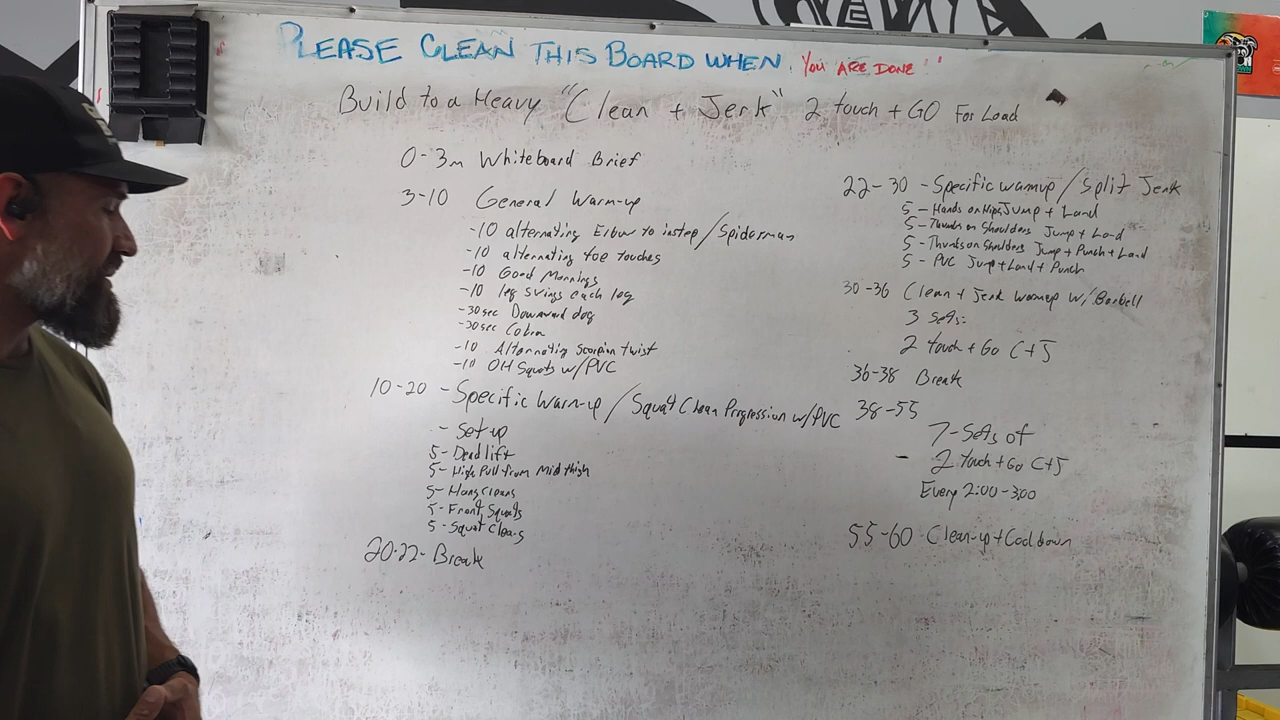 PLEASE CLEAN THIS BOARD WHEN YOU ARE DONE!!
Build to a Heavy "Clean + Jerk" 2 touch + GO For Load
0-3m Whiteboard Brief
3-10 General Warm-up
-10 alternating Elbow to instep/Spiderman
-10 alternating toe touches
-10 Good Mornings
-10 leg swings each leg
-30sec Downward dog
-30sec Cobra
-10 Alternating Scorpion twist
-10 OH Squats w/PVC
10-20 - Specific Warm-up / Squat Clean Progression w/PVC
- Set up
5- Deadlift
5- High Pull from Mid thigh
5- Hang Cleans
5- Front Squats
5- Squat Cleans
20-22- Break
22-30 - Specific warmup / Split Jerk
5 - Hands on Hips Jump + Land
5 - Thumbs on Shoulders Jump + Land
5 - Thumbs on Shoulders Jump + Punch + Land
5 - PVC Jump + Land + Punch
30-36 Clean + Jerk warmup w/ Barbell
3 Sets:
2 touch + Go C+J
36-38 Break
38-55
7-Sets of
- 2 Touch + Go C+J
Every 2:00-3:00
55-60 Clean-up + Cool down